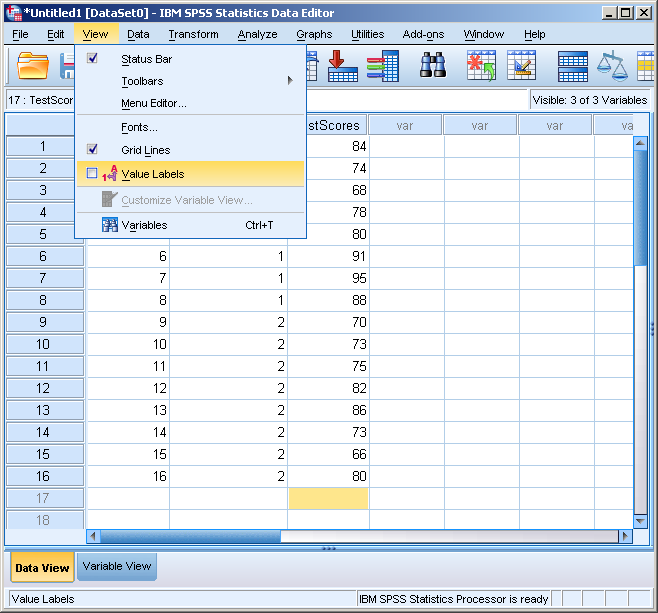 *Untitled1 [DataSet0] - IBM SPSS Statistics Data Editor
File Edit View Data Transform Analyze Graphs Utilities Add-ons Window Help
Status Bar
Toolbars
Menu Editor...
Fonts...
Grid Lines
Value Labels
Customize Variable View...
Variables Ctrl+T
17 : TestScor Visible: 3 of 3 Variables
stScores var var var va
1 84
2 74
3 68
4 78
5 80
6 6 1 91
7 7 1 95
8 8 1 88
9 9 2 70
10 10 2 73
11 11 2 75
12 12 2 82
13 13 2 86
14 14 2 73
15 15 2 66
16 16 2 80
17
18
Data View Variable View
Value Labels IBM SPSS Statistics Processor is ready